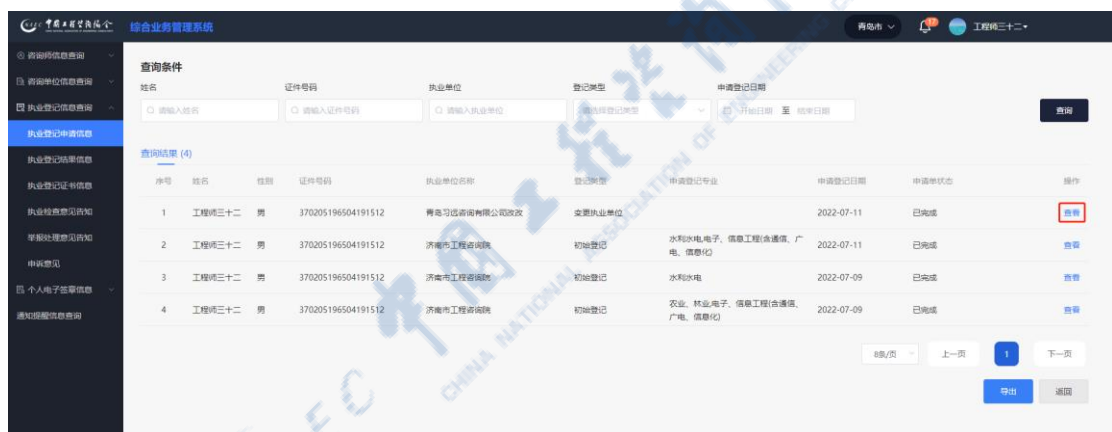 中国工程咨询协会 综合业务管理系统 青岛市 工程师三十二
咨询师信息查询
咨询单位信息查询
执业登记信息查询
执业登记申请信息
执业登记结果信息
执业登记证书信息
执业检查意见告知
举报处理意见告知
申诉意见
个人电子签章信息
通知提醒信息查询
查询条件
姓名 证件号码 执业单位 登记类型 申请登记日期
请输入姓名 请输入证件号码 请输入执业单位 请选择登记类型 开始日期 至 结束日期 查询
查询结果 (4)
序号 姓名 性别 证件号码 执业单位名称 登记类型 申请登记专业 申请登记日期 申请单状态 操作
1 工程师三十二 男 370205196504191512 青岛习远咨询有限公司改改 变更执业单位 2022-07-11 已完成 查看
2 工程师三十二 男 370205196504191512 济南市工程咨询院 初始登记 水利水电,电子、信息工程(含通信、广电、信息化) 2022-07-11 已完成 查看
3 工程师三十二 男 370205196504191512 济南市工程咨询院 初始登记 水利水电 2022-07-09 已完成 查看
4 工程师三十二 男 370205196504191512 济南市工程咨询院 初始登记 农业、林业,电子、信息工程(含通信、广电、信息化) 2022-07-09 已完成 查看
8条/页 上一页 1 下一页
导出 返回
CHINA NATIONAL ASSOCIATION OF ENGINEERING